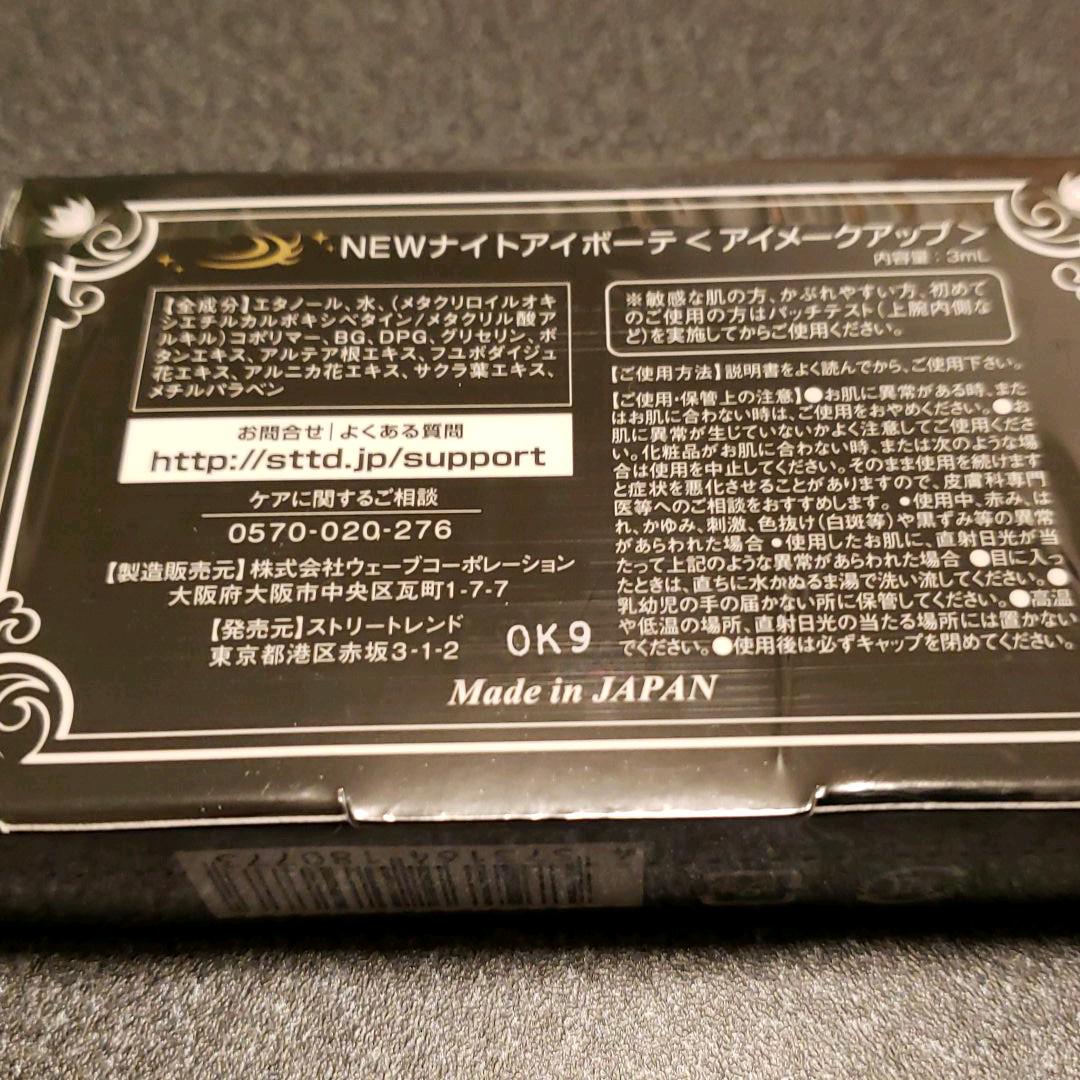 NEWナイトアイボーテ<アイメークアップ>
内容量：3mL
【全成分】エタノール、水、(メタクリロイルオキ
シエチルカルボキシベタイン/メタクリル酸ア
ルキル)コポリマー、BG、DPG、グリセリン、ボ
タンエキス、アルテア根エキス、フユボダイジュ
花エキス、アルニカ花エキス、サクラ葉エキス、
メチルパラベン
お問合せ|よくある質問
http://sttd.jp/support
ケアに関するご相談
0570-020-276
【製造販売元】株式会社ウェーブコーポレーション
大阪府大阪市中央区瓦町1-7-7
【発売元】ストリートレンド
東京都港区赤坂3-1-2
OK9
※敏感な肌の方、かぶれやすい方、初めて
のご使用の方はパッチテスト(上腕内側な
ど)を実施してからご使用ください。
【ご使用方法】説明書をよく読んでから、ご使用下さい。
【ご使用・保管上の注意】●お肌に異常がある時、また
はお肌に合わない時は、ご使用をおやめください。●お
肌に異常が生じていないかよく注意してご使用くださ
い。化粧品がお肌に合わない時、または次のような場
合は使用を中止してください。そのまま使用を続けます
と症状を悪化させることがありますので、皮膚科専門
医等へのご相談をおすすめします。●使用中、赤み、は
れ、かゆみ、刺激、色抜け(白斑等)や黒ずみ等の異常
があらわれた場合●使用したお肌に、直射日光が当
たって上記のような異常があらわれた場合●目に入っ
たときは、直ちに水かぬるま湯で洗い流してください。●
乳幼児の手の届かない所に保管してください。●高温
や低温の場所、直射日光の当たる場所には置かない
でください。●使用後は必ずキャップを閉めてください。
Made in JAPAN